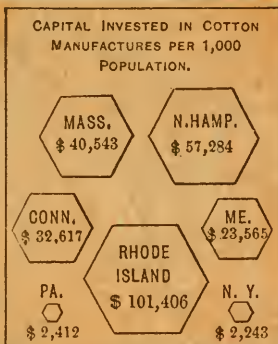 CAPITAL INVESTED IN COTTON
MANUFACTURES PER 1,000
POPULATION.
MASS.
$ 40,543
N.HAMP.
$ 57,284
CONN.
$ 32,617
ME.
$ 23,565
RHODE
ISLAND
$ 101,406
PA.
$ 2,412
N. Y.
$ 2,243